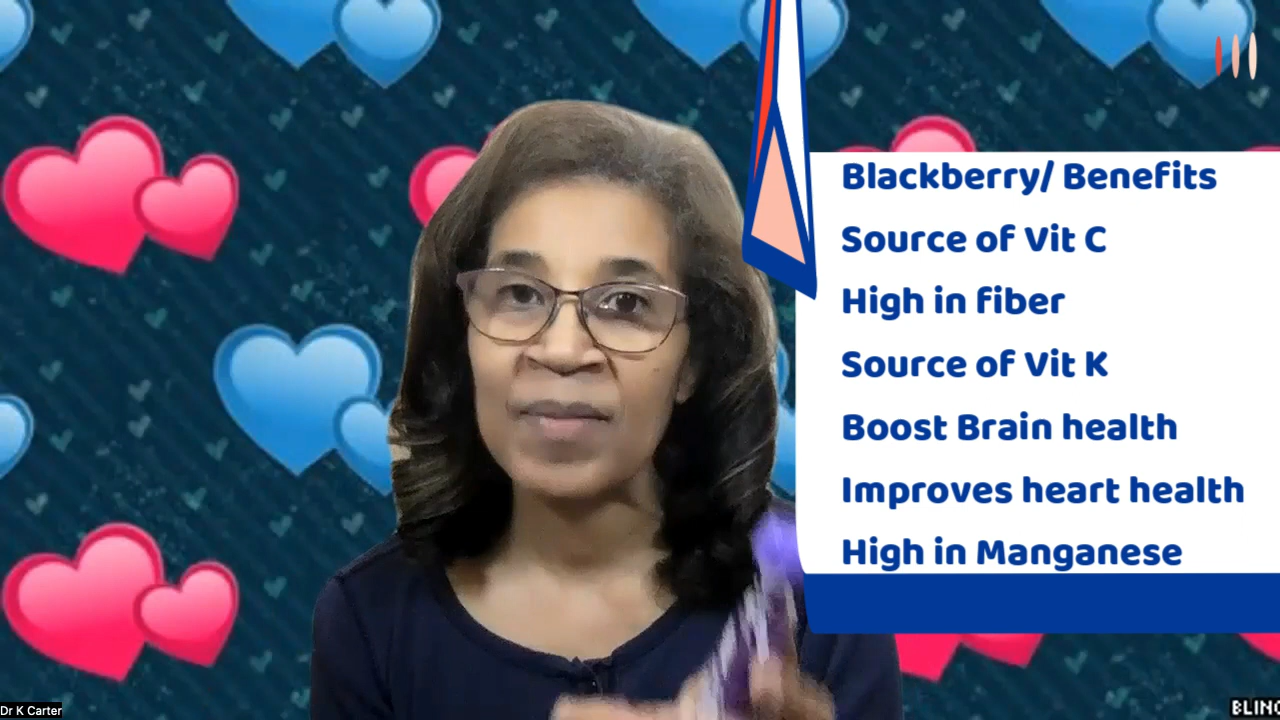 Blackberry/ Benefits
Source of Vit C
High in fiber
Source of Vit K
Boost Brain health
Improves heart health
High in Manganese
Dr K Carter